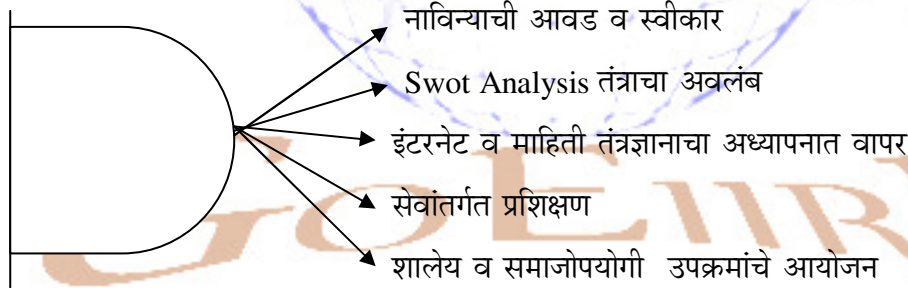 नाविन्याची आवड व स्वीकार
Swot Analysis तंत्राचा अवलंब
इंटरनेट व माहिती तंत्रज्ञानाचा अध्यापनात वापर
सेवांतर्गत प्रशिक्षण
शालेय व समाजोपयोगी उपक्रमांचे आयोजन